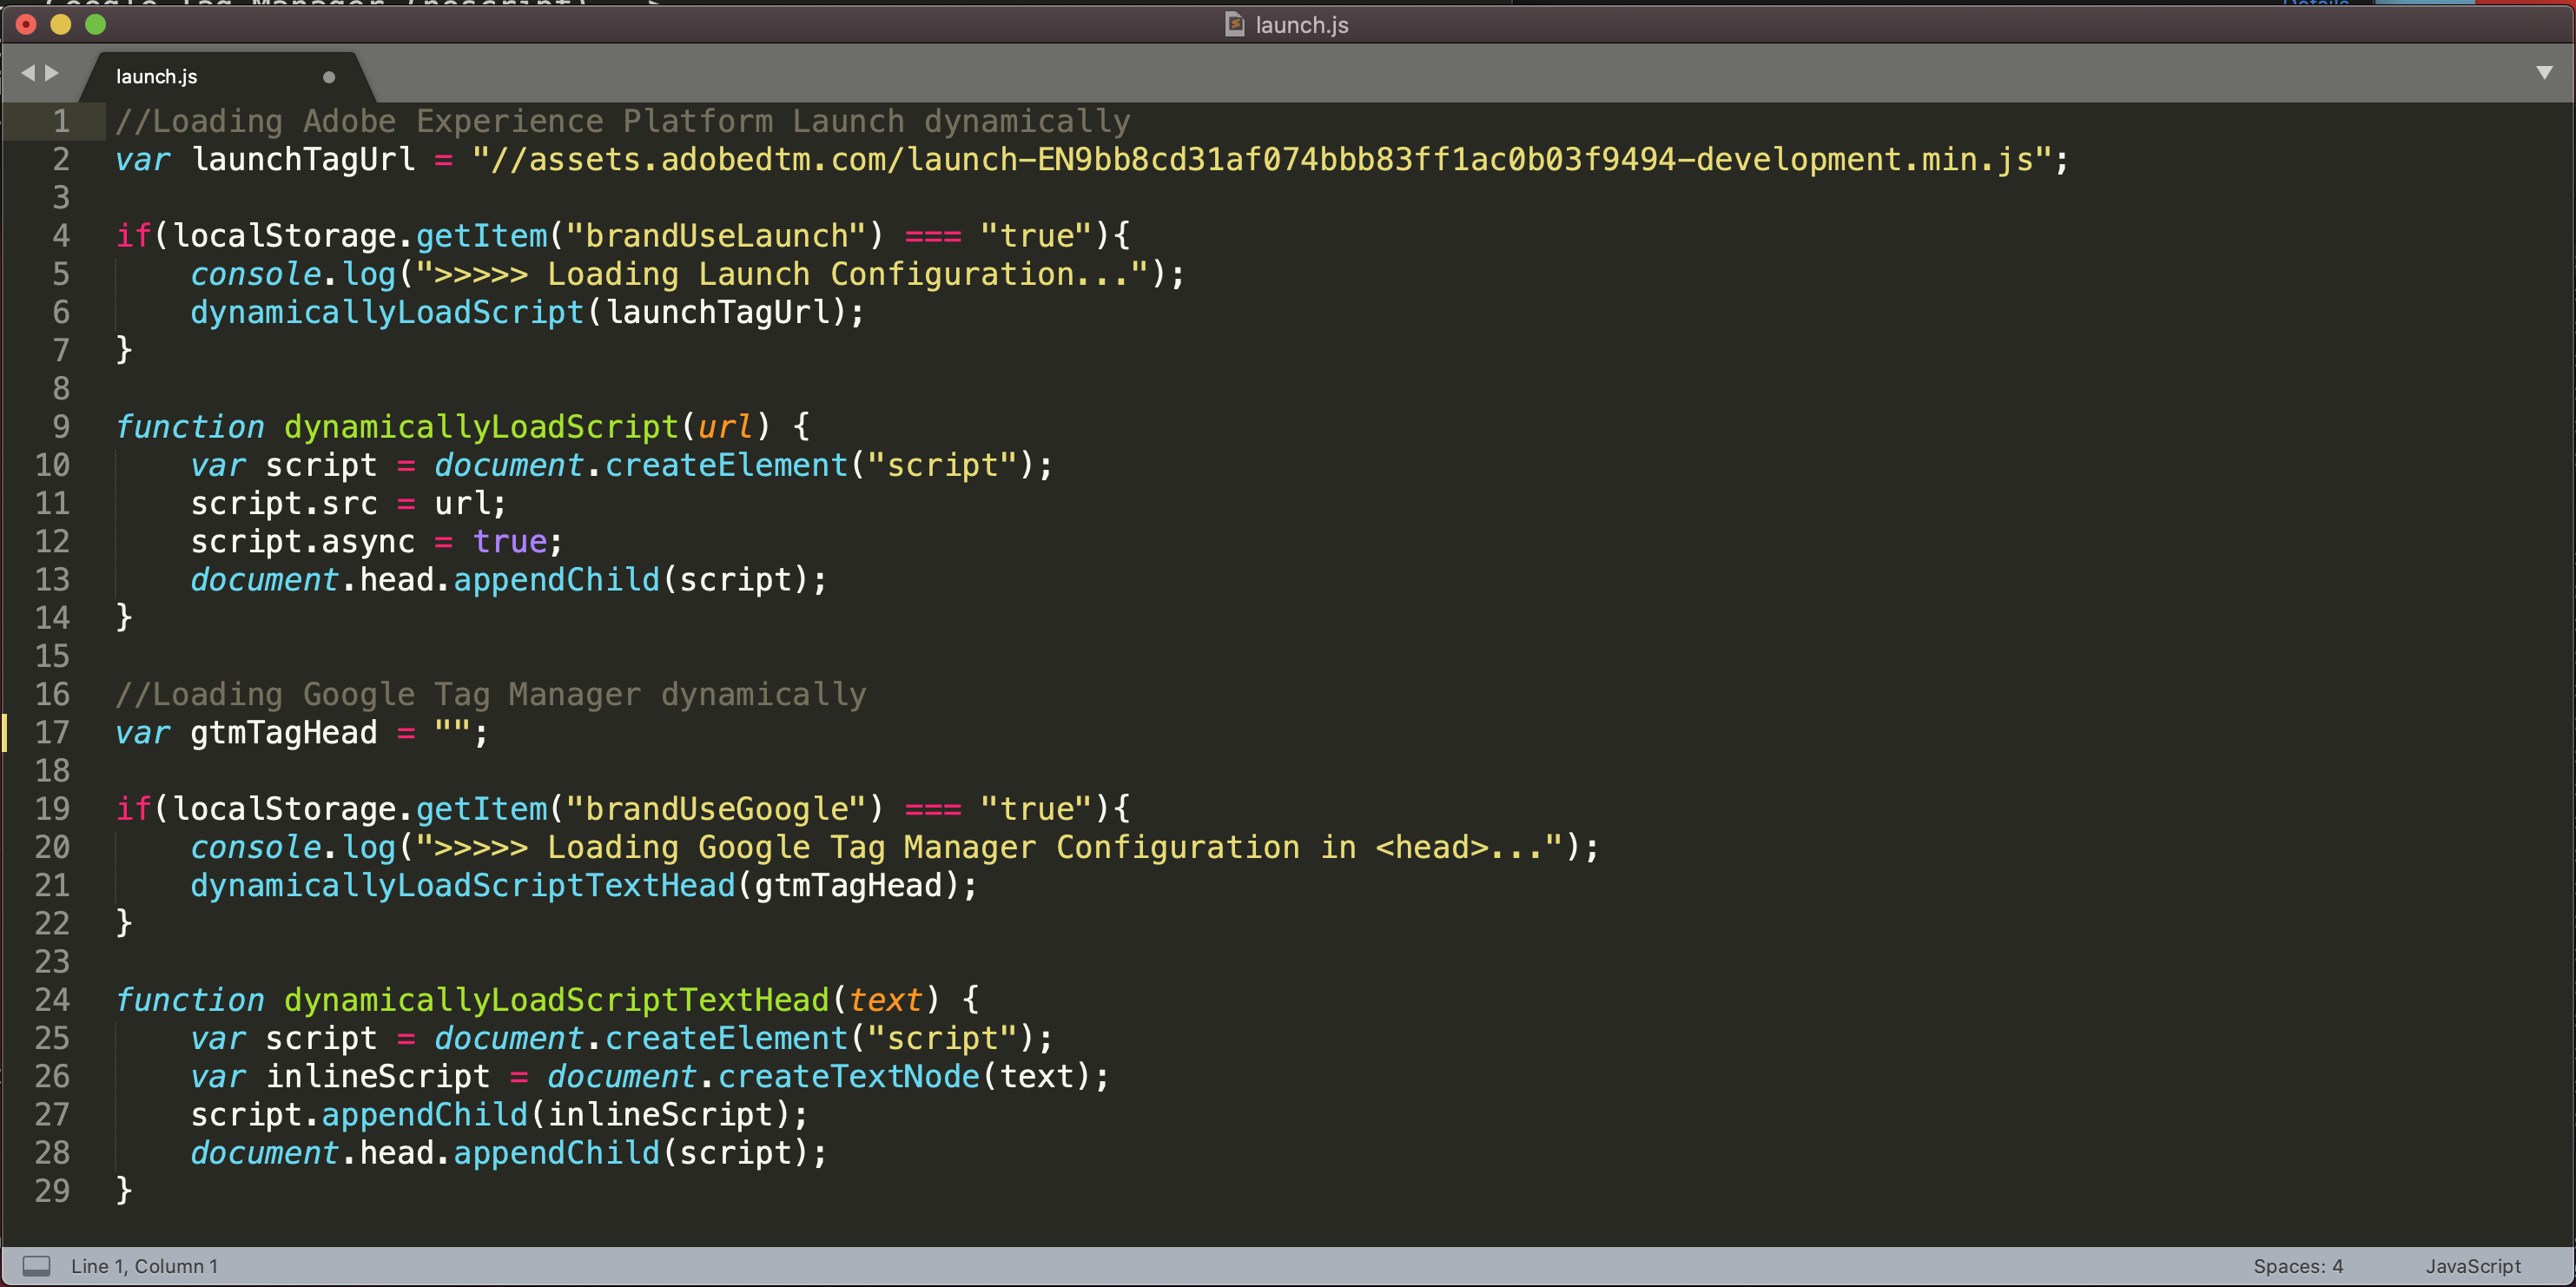 launch.js
launch.js
1 //Loading Adobe Experience Platform Launch dynamically
2 var launchTagUrl = "//assets.adobedtm.com/launch-EN9bb8cd31af074bbb83ff1ac0b03f9494-development.min.js";
3
4 if(localStorage.getItem("brandUseLaunch") === "true"){
5     console.log(">>>>> Loading Launch Configuration...");
6     dynamicallyLoadScript(launchTagUrl);
7 }
8
9 function dynamicallyLoadScript(url) {
10     var script = document.createElement("script");
11     script.src = url;
12     script.async = true;
13     document.head.appendChild(script);
14 }
15
16 //Loading Google Tag Manager dynamically
17 var gtmTagHead = "";
18
19 if(localStorage.getItem("brandUseGoogle") === "true"){
20     console.log(">>>>> Loading Google Tag Manager Configuration in <head>...");
21     dynamicallyLoadScriptTextHead(gtmTagHead);
22 }
23
24 function dynamicallyLoadScriptTextHead(text) {
25     var script = document.createElement("script");
26     var inlineScript = document.createTextNode(text);
27     script.appendChild(inlineScript);
28     document.head.appendChild(script);
29 }
Line 1, Column 1
Spaces: 4
JavaScript